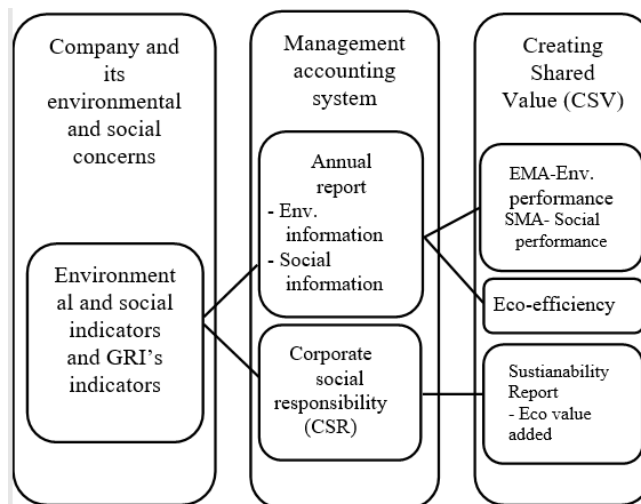 Company and
its
environmental
and social
concerns
Environment
al and social
indicators
and GRI's
indicators
Management
accounting
system
Annual
report
- Env.
information
- Social
information
Corporate
social
responsibility
(CSR)
Creating
Shared
Value (CSV)
EMA-Env.
performance
SMA- Social
performance
Eco-efficiency
Sustianability
Report
- Eco value
added